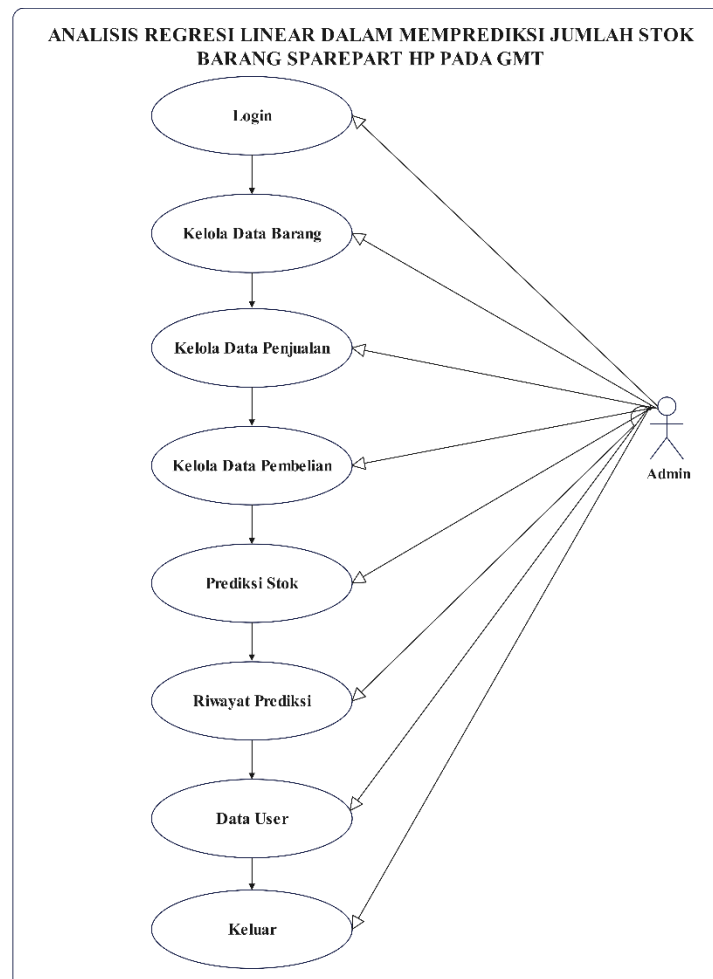 ANALISIS REGRESI LINEAR DALAM MEMPREDIKSI JUMLAH STOK
BARANG SPAREPART HP PADA GMT
Login
Kelola Data Barang
Kelola Data Penjualan
Kelola Data Pembelian
Admin
Prediksi Stok
Riwayat Prediksi
Data User
Keluar